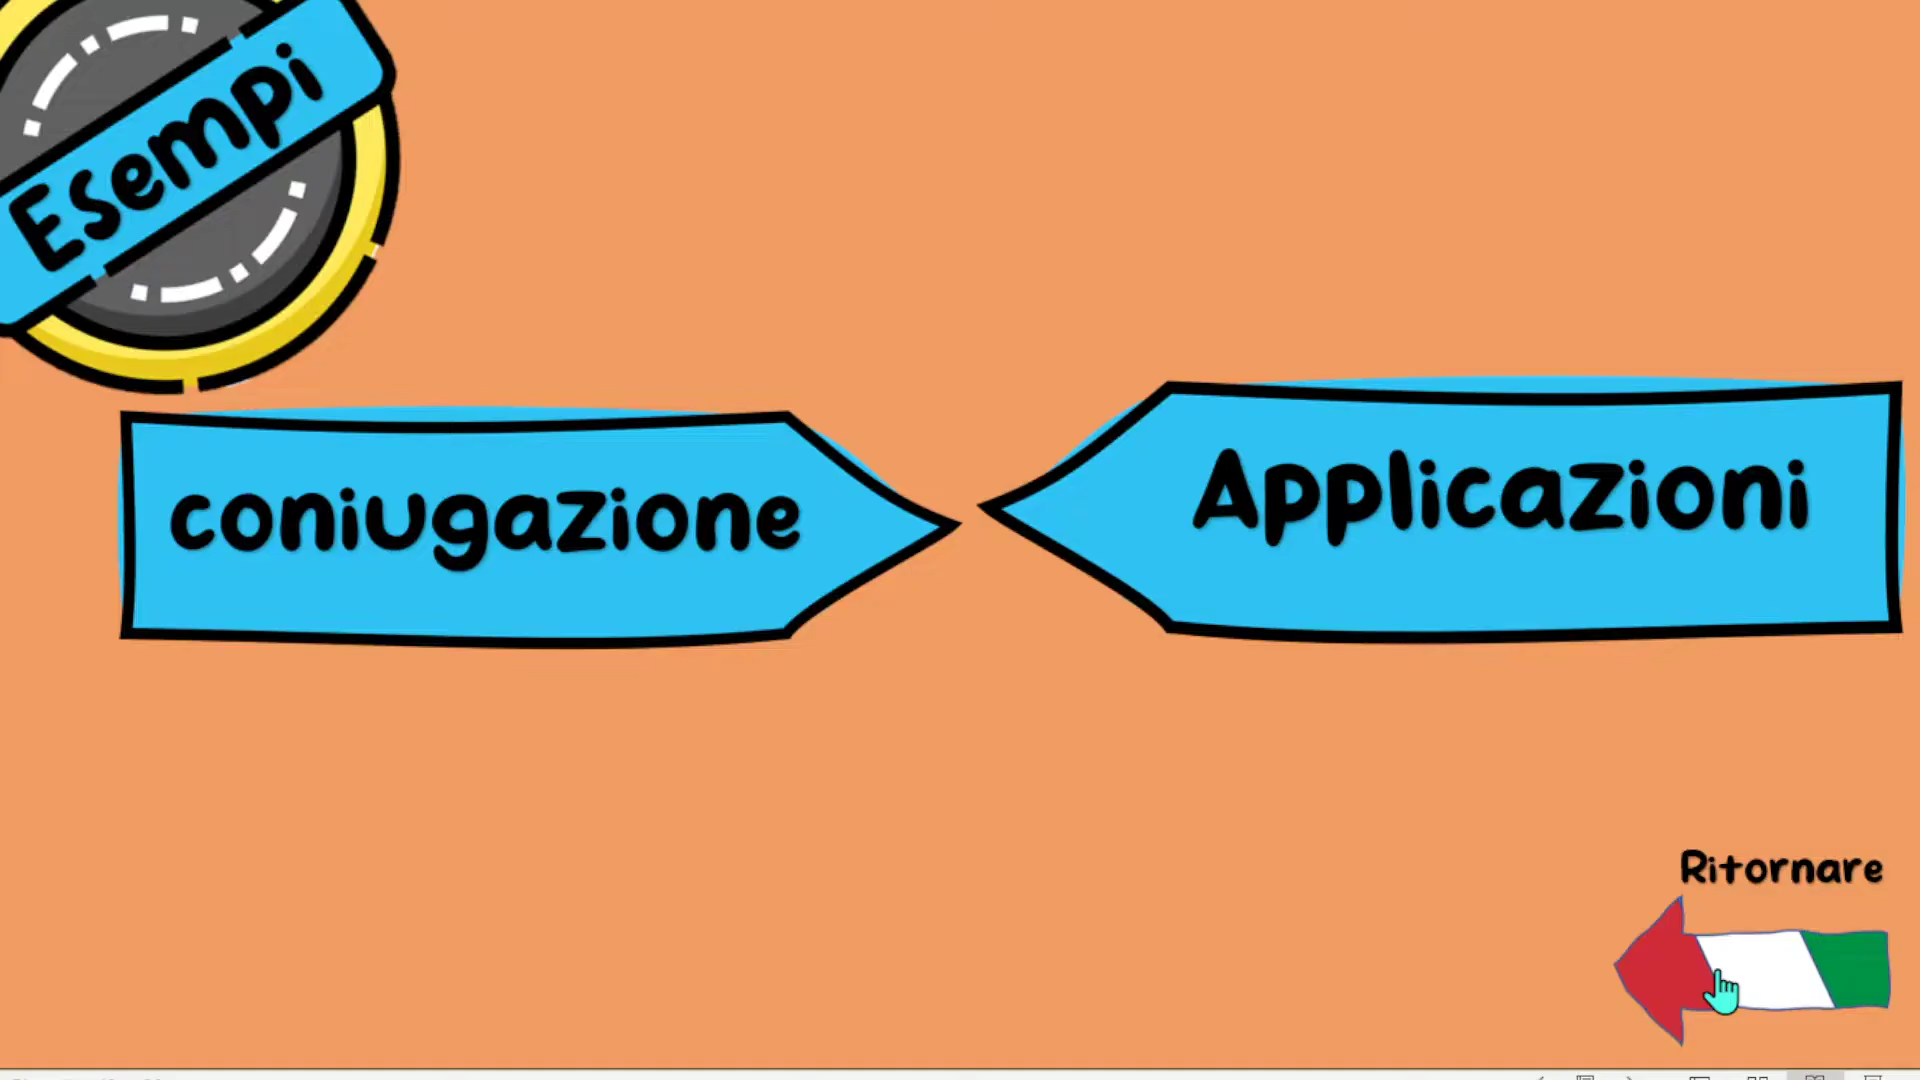 Esempi
coniugazione
Applicazioni
Ritornare